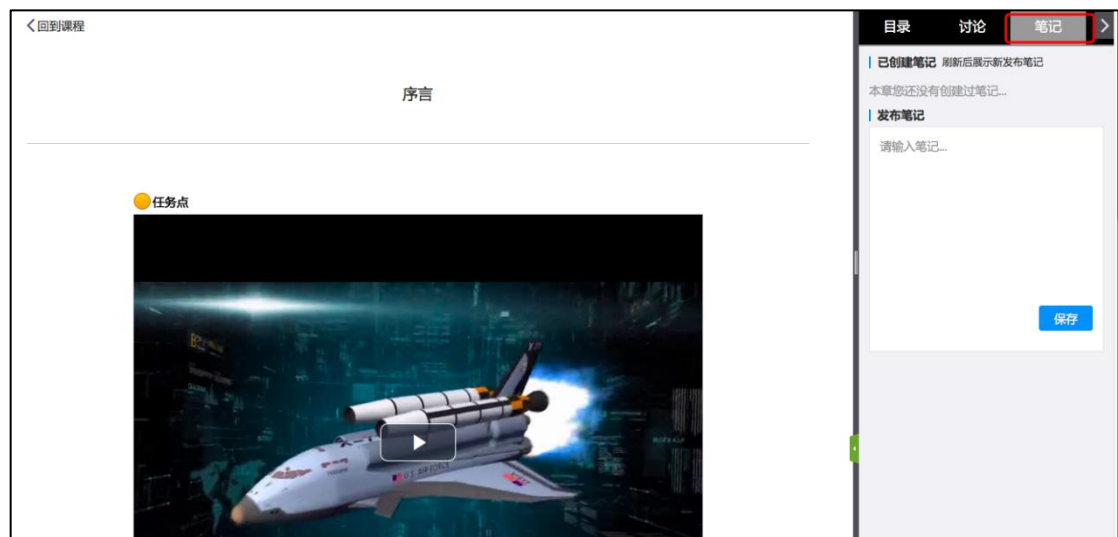 回到课程
目录 讨论 笔记
已创建笔记 刷新后展示新发布笔记
本章您还没有创建过笔记...
发布笔记
请输入笔记...
保存
序言
任务点
U.S. AIR FORCE